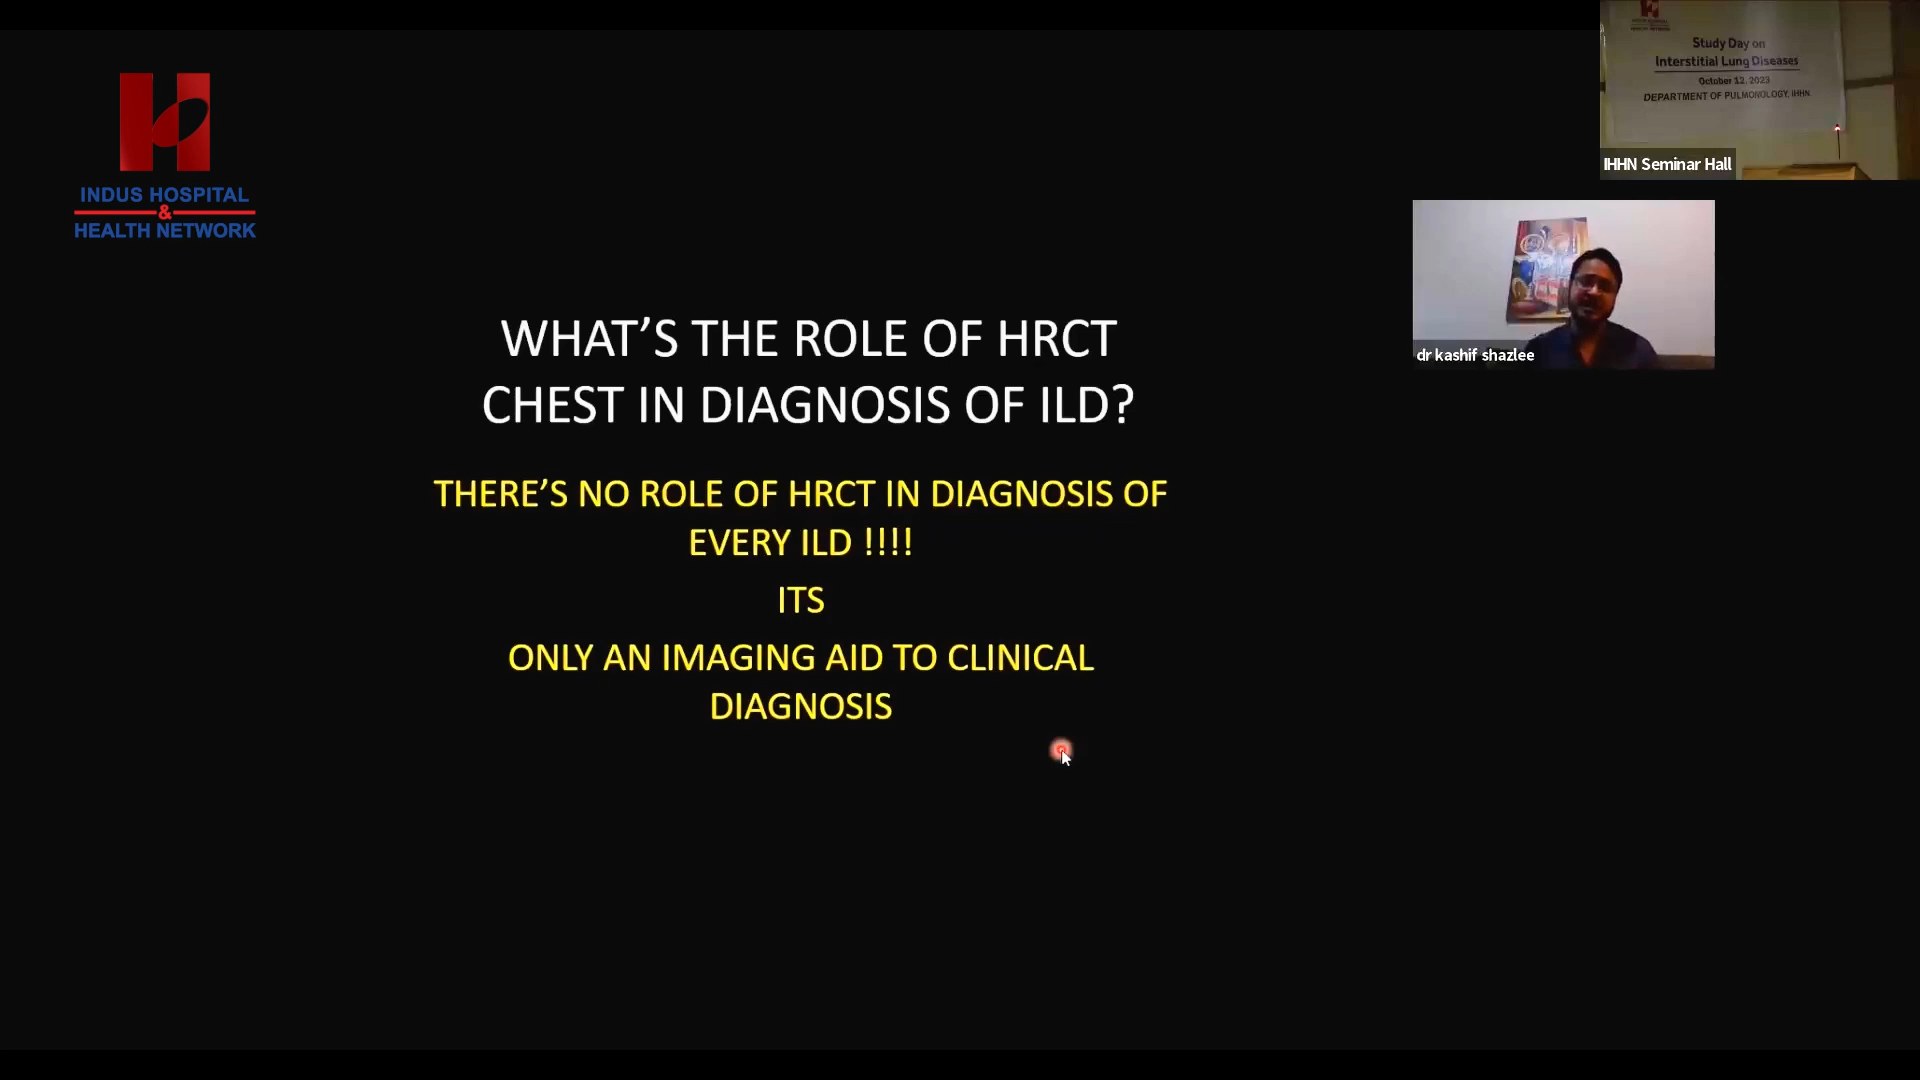 INDUS HOSPITAL
&
HEALTH NETWORK
WHAT’S THE ROLE OF HRCT
CHEST IN DIAGNOSIS OF ILD?
THERE’S NO ROLE OF HRCT IN DIAGNOSIS OF
EVERY ILD !!!!
ITS
ONLY AN IMAGING AID TO CLINICAL
DIAGNOSIS
Study Day on
Interstitial Lung Diseases
October 12, 2023
DEPARTMENT OF PULMONOLOGY, IHHN
IHHN Seminar Hall
dr kashif shazlee